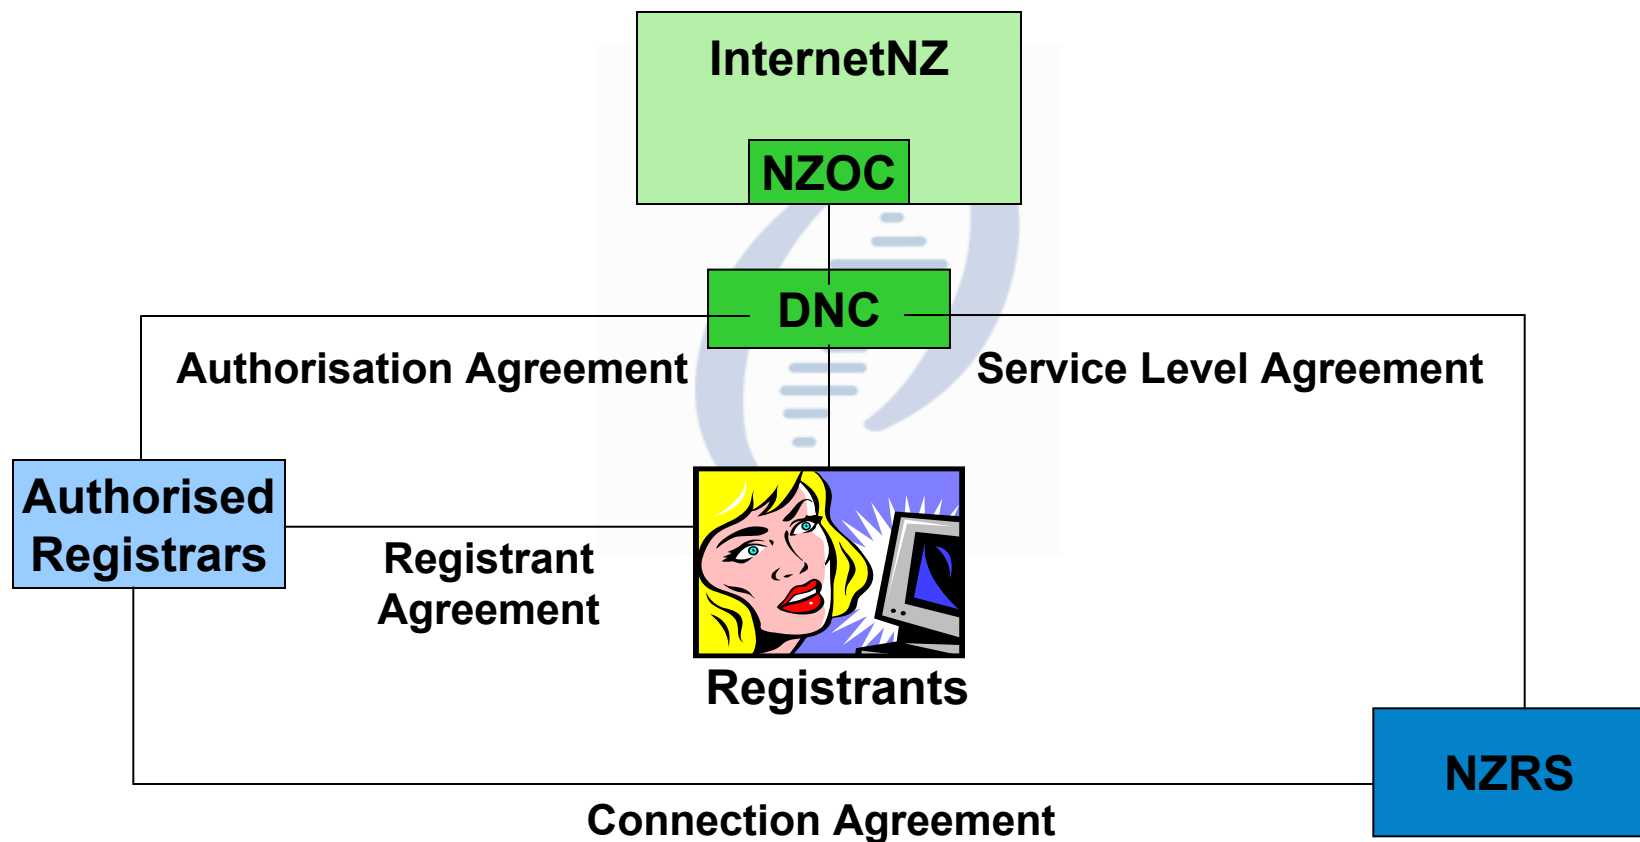 InternetNZ
NZOC
DNC
Authorisation Agreement
Service Level Agreement
Authorised
Registrars
Registrant
Agreement
Registrants
NZRS
Connection Agreement